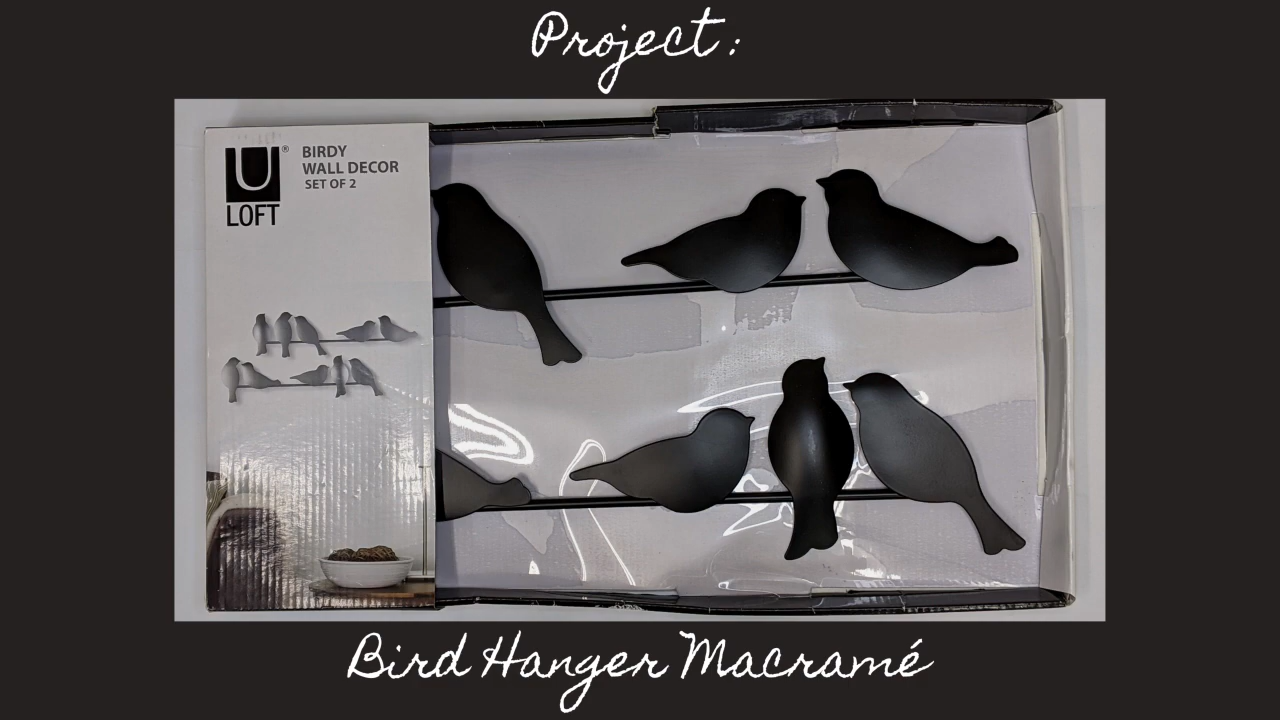 Project:
U®
LOFT
BIRDY
WALL DECOR
SET OF 2
Bird Hanger Macramé